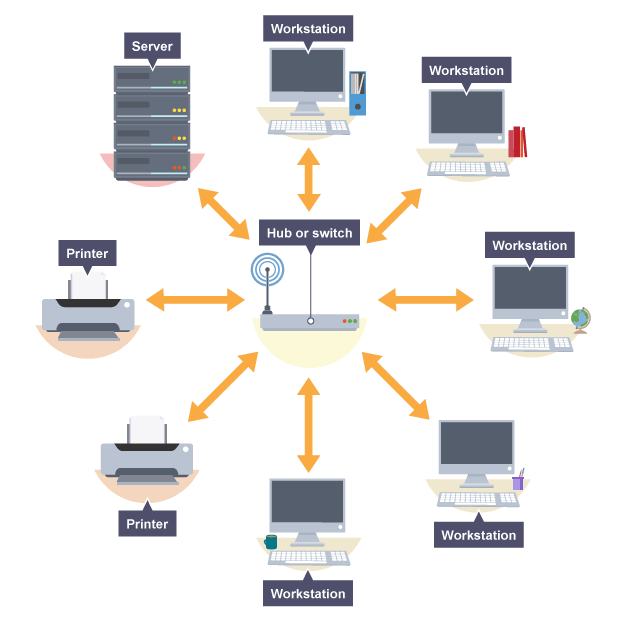 Workstation
Server
Workstation
Hub or switch
Workstation
Printer
Printer
Workstation
Workstation